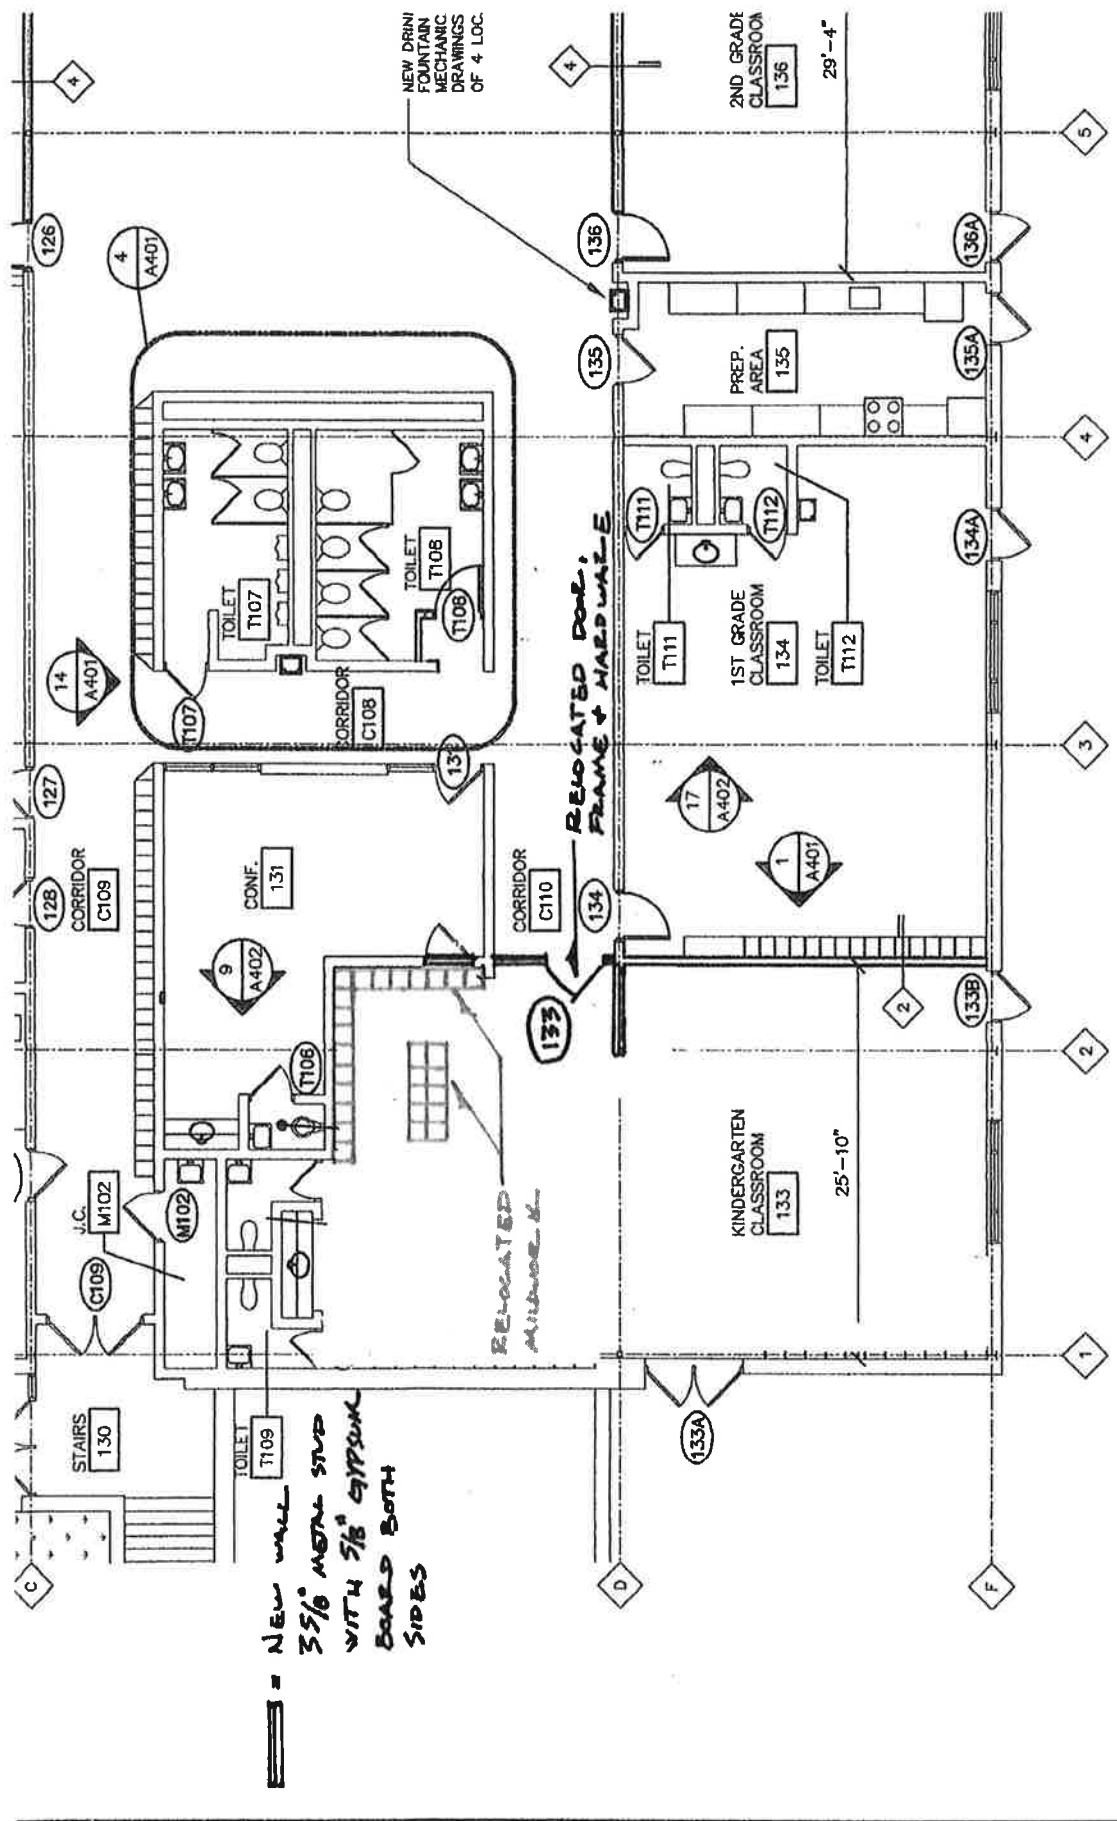 C
4
126
4
A401
NEW DRIN
FOUNTAIN
MECHANIC
DRAWINGS
OF 4 LOC.
4
136
2ND GRADE
CLASSROOM
136
29'-4"
136A
5
135
PREP.
AREA
135
135A
4
14
A401
T107
TOILET
T107
TOILET
T108
T108
CORRIDOR
C108
131
RELOCATED DOOR,
FRAME & HARDWARE
T111
T112
TOILET
T111
1ST GRADE
CLASSROOM
134
TOILET
T112
134A
3
127
128
CORRIDOR
C109
CONF.
131
9
A402
CORRIDOR
C110
134
17
A402
1
A401
133
2
133B
2
T106
J.C.
M102
M102
C109
RELOCATED
KINDERGARTEN
CLASSROOM
133
25'-10"
1
STAIRS
130
TOILET
T109
133A
= NEW WALL
3 5/8" METAL STUD
WITH 5/8" GYPSUM
BOARD BOTH
SIDES
C
D
F